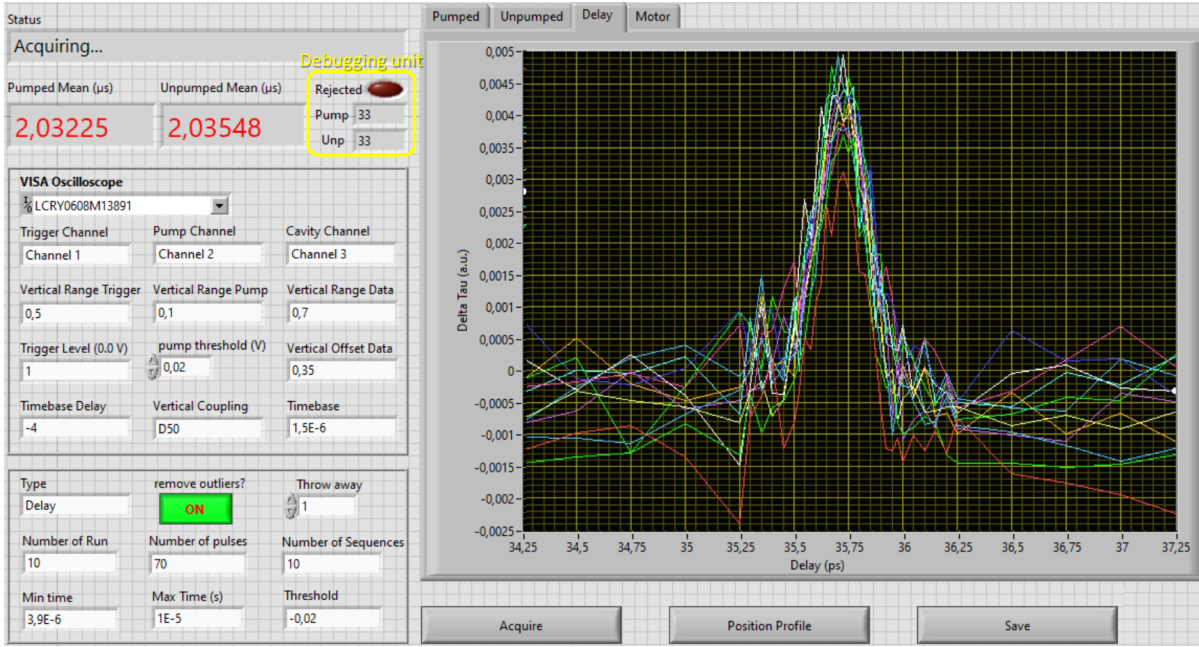 Status
Acquiring...
Debugging unit
Pumped Mean (µs)
Unpumped Mean (µs)
Rejected
2,03225
2,03548
Pump 33
Unp 33
VISA Oscilloscope
LCRY0608M13891
Trigger Channel Pump Channel Cavity Channel
Channel 1 Channel 2 Channel 3
Vertical Range Trigger Vertical Range Pump Vertical Range Data
0,5 0,1 0,7
Trigger Level (0.0 V) pump threshold (V) Vertical Offset Data
1 0,02 0,35
Timebase Delay Vertical Coupling Timebase
-4 D50 1,5E-6
Type remove outliers? Throw away
Delay ON 1
Number of Run Number of pulses Number of Sequences
10 70 10
Min time Max Time (s) Threshold
3,9E-6 1E-5 -0,02
Pumped Unpumped Delay Motor
0,005
0,0045
0,004
0,0035
0,003
0,0025
0,002
0,0015
0,001
0,0005
0
-0,0005
-0,001
-0,0015
-0,002
-0,0025
Delta Tau (a.u.)
34,25 34,5 34,75 35 35,25 35,5 35,75 36 36,25 36,5 36,75 37 37,25
Delay (ps)
Acquire Position Profile Save